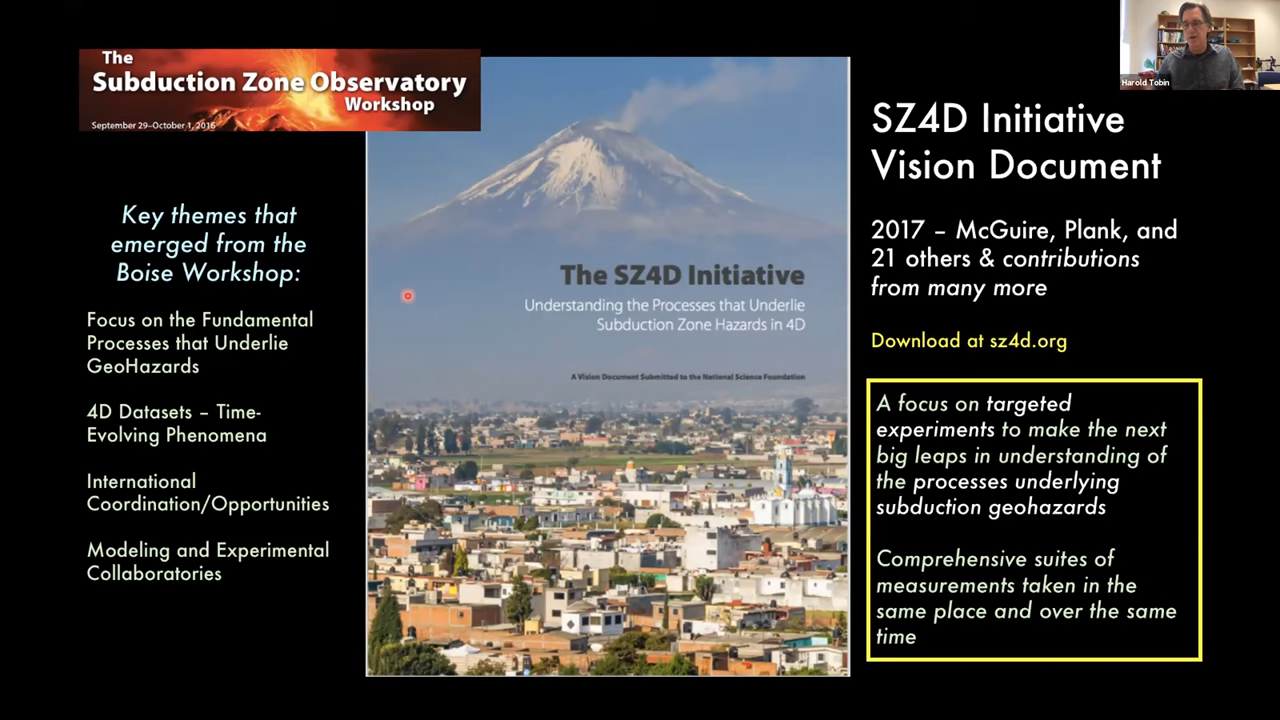 The
Subduction Zone Observatory
Workshop
September 29–October 1, 2016
Key themes that
emerged from the
Boise Workshop:
Focus on the Fundamental
Processes that Underlie
GeoHazards
4D Datasets – Time-
Evolving Phenomena
International
Coordination/Opportunities
Modeling and Experimental
Collaboratories
The SZ4D Initiative
Understanding the Processes that Underlie
Subduction Zone Hazards in 4D
A Vision Document Submitted to the National Science Foundation
Harold Tobin
SZ4D Initiative
Vision Document
2017 – McGuire, Plank, and
21 others & contributions
from many more
Download at sz4d.org
A focus on targeted
experiments to make the next
big leaps in understanding of
the processes underlying
subduction geohazards
Comprehensive suites of
measurements taken in the
same place and over the same
time